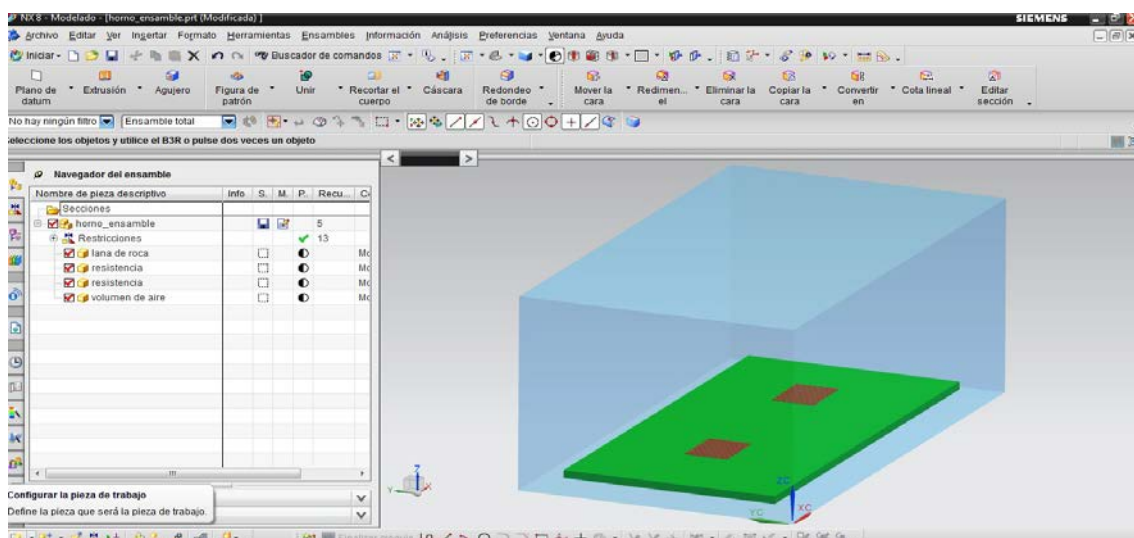 NX 8 - Modelado - [horno_ensamble.prt (Modificada) ]
SIEMENS
Archivo Editar Ver Insertar Formato Herramientas Ensambles Información Análisis Preferencias Ventana Ayuda
Iniciar Buscador de comandos
Plano de datum Extrusión Agujero Figura de patrón Unir Recortar el cuerpo Cáscara Redondeo de borde Mover la cara Redimen... el Eliminar la cara Copiar la cara Convertir en Cota lineal Editar sección
No hay ningún filtro Ensamble total
eleccione los objetos y utilice el B3R o pulse dos veces un objeto
Navegador del ensamble
Nombre de pieza descriptivo Info S. M. P. Recu...
Secciones
horno_ensamble 5
Restricciones 13
lana de roca Mc
resistencia Mc
resistencia Mc
volumen de aire Mc
Configurar la pieza de trabajo
Define la pieza que será la pieza de trabajo.
Z
Y X
ZC
YC XC